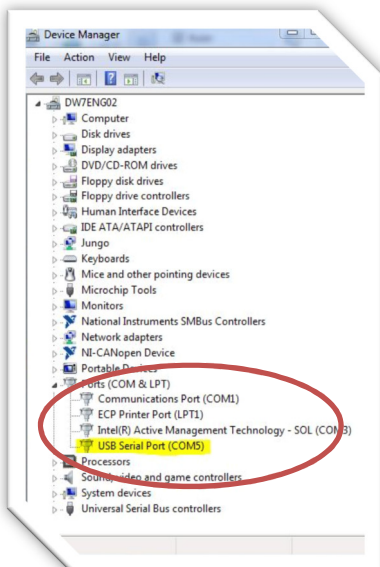 Device Manager
File Action View Help
DW7ENG02
Computer
Disk drives
Display adapters
DVD/CD-ROM drives
Floppy disk drives
Floppy drive controllers
Human Interface Devices
IDE ATA/ATAPI controllers
Jungo
Keyboards
Mice and other pointing devices
Microchip Tools
Monitors
National Instruments SMBus Controllers
Network adapters
NI-CANopen Device
Portable Devices
Ports (COM & LPT)
Communications Port (COM1)
ECP Printer Port (LPT1)
Intel(R) Active Management Technology - SOL (COM3)
USB Serial Port (COM5)
Processors
Sound, video and game controllers
System devices
Universal Serial Bus controllers